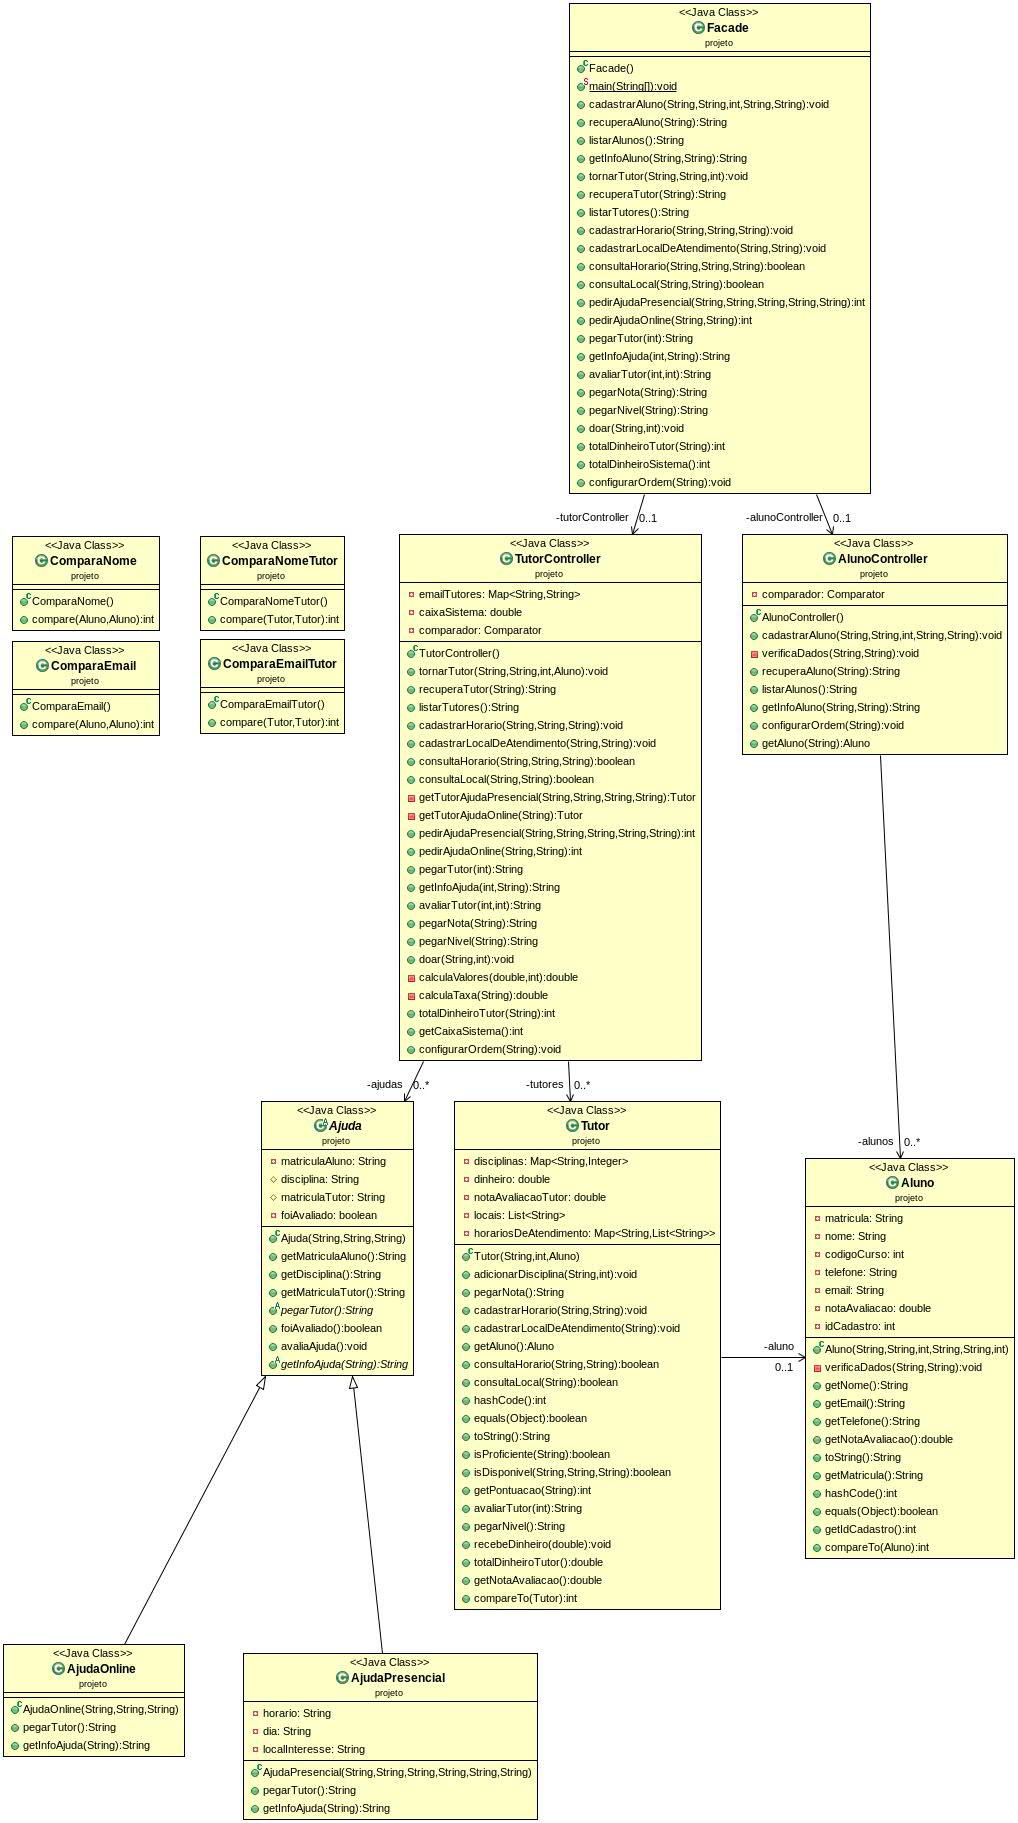 <<Java Class>>
Facade
projeto
Facade()
main(String[]):void
cadastrarAluno(String,String,int,String,String):void
recuperaAluno(String):String
listarAlunos():String
getInfoAluno(String,String):String
tornarTutor(String,String,int):void
recuperaTutor(String):String
listarTutores():String
cadastrarHorario(String,String,String):void
cadastrarLocalDeAtendimento(String,String):void
consultaHorario(String,String,String):boolean
consultaLocal(String,String):boolean
pedirAjudaPresencial(String,String,String,String,String):int
pedirAjudaOnline(String,String):int
pegarTutor(int):String
getInfoAjuda(int,String):String
avaliarTutor(int,int):String
pegarNota(String):String
pegarNivel(String):String
doar(String,int):void
totalDinheiroTutor(String):int
totalDinheiroSistema():int
configurarOrdem(String):void
-tutorController
0..1
-alunoController
0..1
<<Java Class>>
ComparaNome
projeto
ComparaNome()
compare(Aluno,Aluno):int
<<Java Class>>
ComparaNomeTutor
projeto
ComparaNomeTutor()
compare(Tutor,Tutor):int
<<Java Class>>
ComparaEmail
projeto
ComparaEmail()
compare(Aluno,Aluno):int
<<Java Class>>
ComparaEmailTutor
projeto
ComparaEmailTutor()
compare(Tutor,Tutor):int
<<Java Class>>
TutorController
projeto
emailTutores: Map<String,String>
caixaSistema: double
comparador: Comparator
TutorController()
tornarTutor(String,String,int,Aluno):void
recuperaTutor(String):String
listarTutores():String
cadastrarHorario(String,String,String):void
cadastrarLocalDeAtendimento(String,String):void
consultaHorario(String,String,String):boolean
consultaLocal(String,String):boolean
getTutorAjudaPresencial(String,String,String,String):Tutor
getTutorAjudaOnline(String):Tutor
pedirAjudaPresencial(String,String,String,String,String):int
pedirAjudaOnline(String,String):int
pegarTutor(int):String
getInfoAjuda(int,String):String
avaliarTutor(int,int):String
pegarNota(String):String
pegarNivel(String):String
doar(String,int):void
calculaValores(double,int):double
calculaTaxa(String):double
totalDinheiroTutor(String):int
getCaixaSistema():int
configurarOrdem(String):void
<<Java Class>>
AlunoController
projeto
comparador: Comparator
AlunoController()
cadastrarAluno(String,String,int,String,String):void
verificaDados(String,String):void
recuperaAluno(String):String
listarAlunos():String
getInfoAluno(String,String):String
configurarOrdem(String):void
getAluno(String):Aluno
-ajudas
0..*
-tutores
0..*
-alunos
0..*
<<Java Class>>
Ajuda
projeto
matriculaAluno: String
disciplina: String
matriculaTutor: String
foiAvaliado: boolean
Ajuda(String,String,String)
getMatriculaAluno():String
getDisciplina():String
getMatriculaTutor():String
pegarTutor():String
foiAvaliado():boolean
avaliaAjuda():void
getInfoAjuda(String):String
<<Java Class>>
Tutor
projeto
disciplinas: Map<String,Integer>
dinheiro: double
notaAvaliacaoTutor: double
locais: List<String>
horariosDeAtendimento: Map<String,List<String>>
Tutor(String,int,Aluno)
adicionarDisciplina(String,int):void
pegarNota():String
cadastrarHorario(String,String):void
cadastrarLocalDeAtendimento(String):void
getAluno():Aluno
consultaHorario(String,String):boolean
consultaLocal(String):boolean
hashCode():int
equals(Object):boolean
toString():String
isProficiente(String):boolean
isDisponivel(String,String,String):boolean
getPontuacao(String):int
avaliarTutor(int):String
pegarNivel():String
recebeDinheiro(double):void
totalDinheiroTutor():double
getNotaAvaliacao():double
compareTo(Tutor):int
-aluno
0..1
<<Java Class>>
Aluno
projeto
matricula: String
nome: String
codigoCurso: int
telefone: String
email: String
notaAvaliacao: double
idCadastro: int
Aluno(String,String,int,String,String,int)
verificaDados(String,String):void
getNome():String
getEmail():String
getTelefone():String
getNotaAvaliacao():double
toString():String
getMatricula():String
hashCode():int
equals(Object):boolean
getIdCadastro():int
compareTo(Aluno):int
<<Java Class>>
AjudaOnline
projeto
AjudaOnline(String,String,String)
pegarTutor():String
getInfoAjuda(String):String
<<Java Class>>
AjudaPresencial
projeto
horario: String
dia: String
localInteresse: String
AjudaPresencial(String,String,String,String,String,String)
pegarTutor():String
getInfoAjuda(String):String